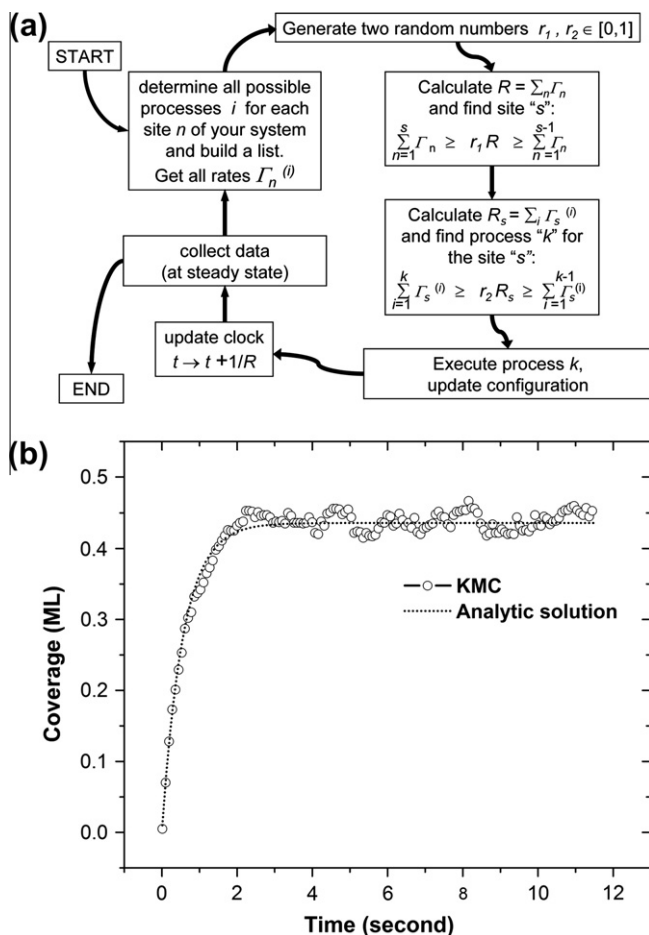 (a)
START
determine all possible
processes i for each
site n of your system
and build a list.
Get all rates Γn(i)
Generate two random numbers r1 , r2 ∈ [0,1]
Calculate R = ∑n Γn
and find site “s”:
s∑n=1 Γn ≥ r1R ≥ s-1∑n=1 Γn
Calculate Rs = ∑i Γs(i)
and find process “k” for
the site “s”:
k∑i=1 Γs(i) ≥ r2Rs ≥ k-1∑i=1 Γs(i)
Execute process k,
update configuration
update clock
t → t +1/R
collect data
(at steady state)
END
(b)
Coverage (ML)
0.5
0.4
0.3
0.2
0.1
0.0
KMC
Analytic solution
0 2 4 6 8 10 12
Time (second)